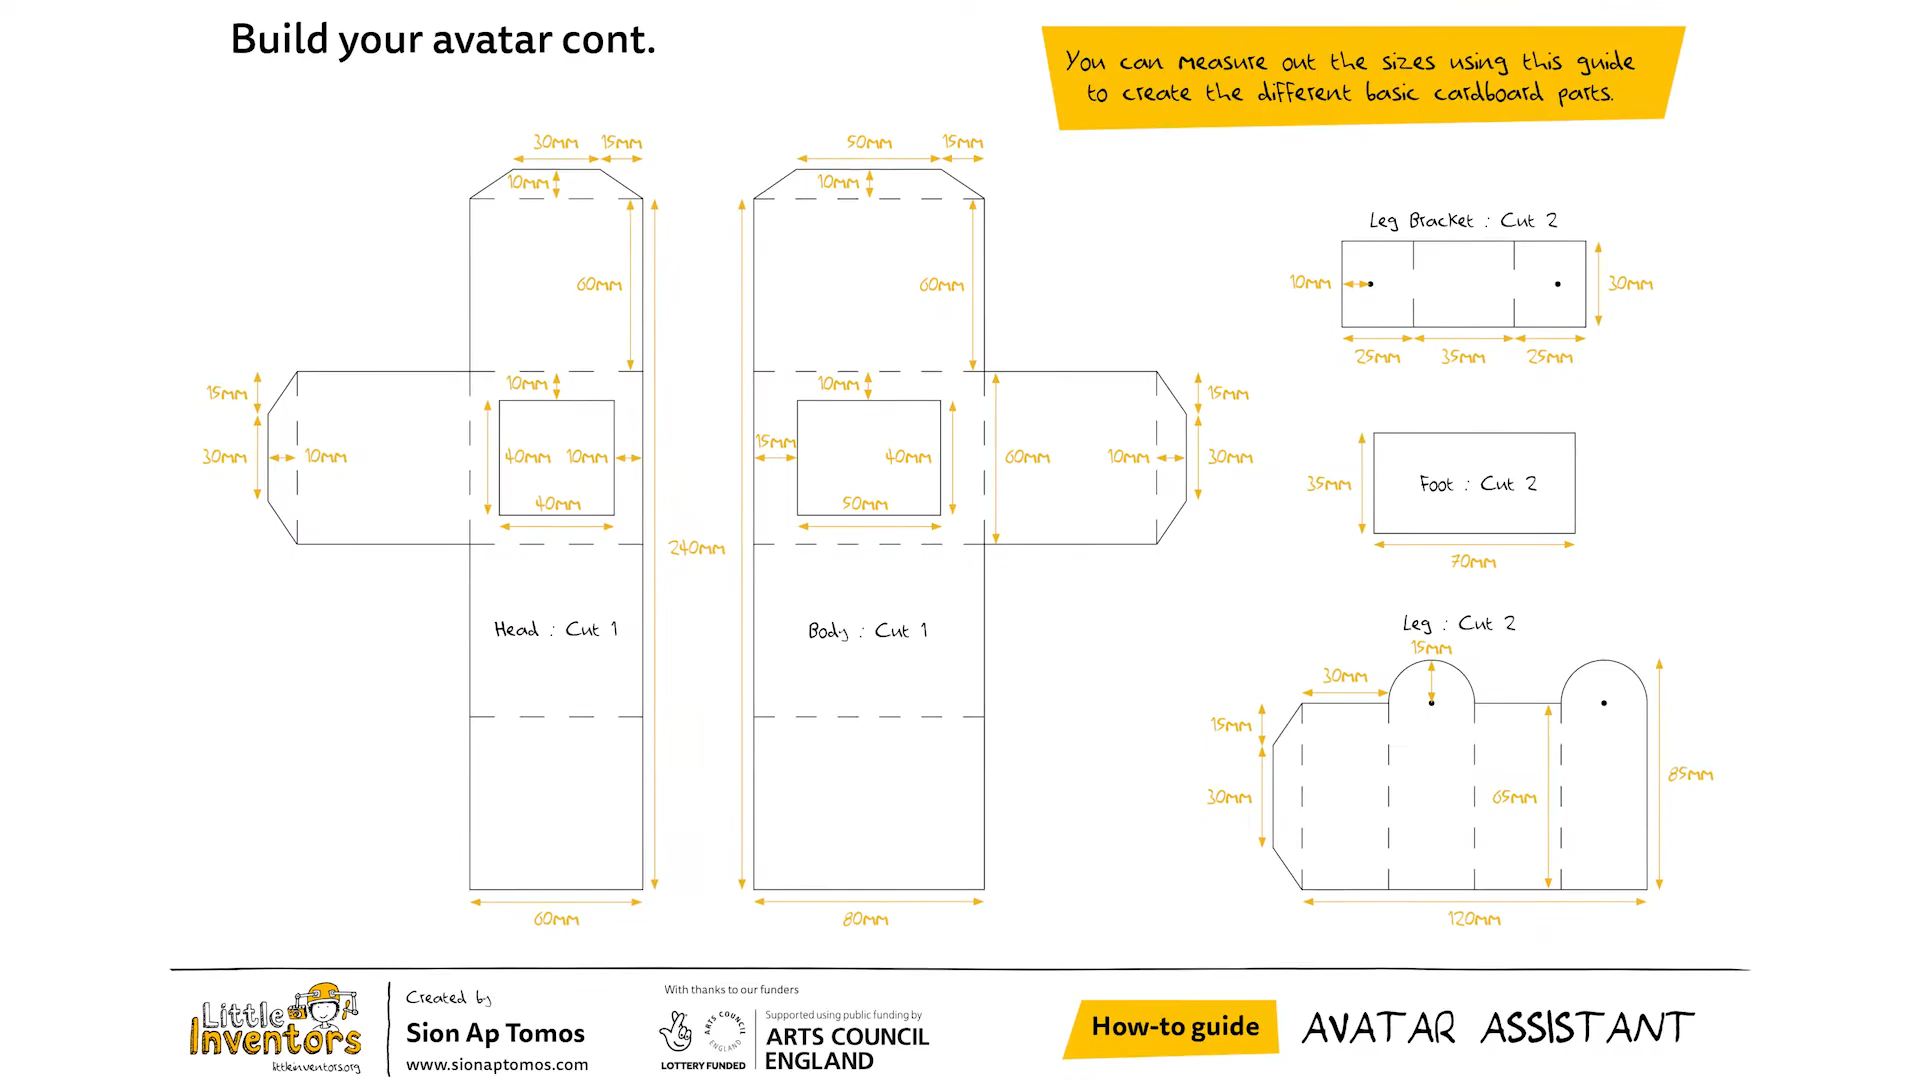 Build your avatar cont.
You can measure out the sizes using this guide
to create the different basic cardboard parts.
30mm 15mm
10mm
60mm
15mm
30mm
10mm
10mm
40mm 10mm
40mm
240mm
Head : Cut 1
60mm
50mm 15mm
10mm
60mm
10mm
15mm
40mm
50mm
60mm
10mm
15mm
30mm
Body : Cut 1
80mm
Leg Bracket : Cut 2
10mm
30mm
25mm 35mm 25mm
35mm
Foot : Cut 2
70mm
Leg : Cut 2
15mm
30mm
15mm
30mm
65mm
85mm
120mm
Little
Inventors
littleinventors.org
Created by
Sion Ap Tomos
www.sionaptomos.com
With thanks to our funders
LOTTERY FUNDED
ARTS COUNCIL
ENGLAND
Supported using public funding by
ARTS COUNCIL
ENGLAND
How-to guide
AVATAR ASSISTANT